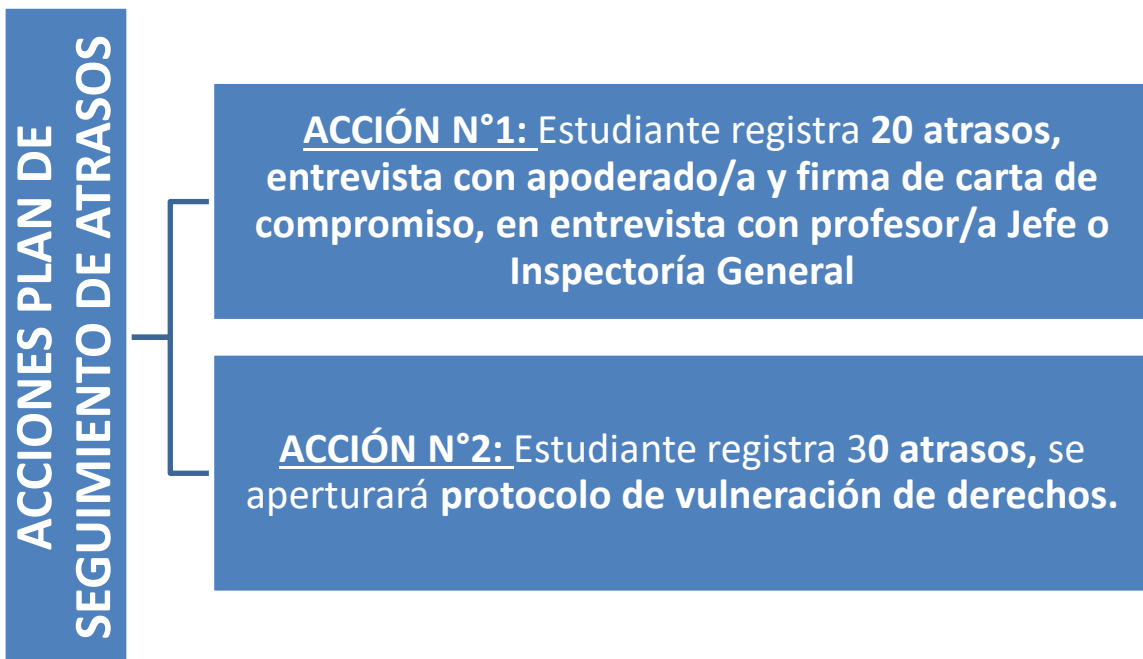 ACCIONES PLAN DE
SEGUIMIENTO DE ATRASOS
ACCIÓN N°1: Estudiante registra 20 atrasos,
entrevista con apoderado/a y firma de carta de
compromiso, en entrevista con profesor/a Jefe o
Inspectoría General
ACCIÓN N°2: Estudiante registra 30 atrasos, se
aperturará protocolo de vulneración de derechos.